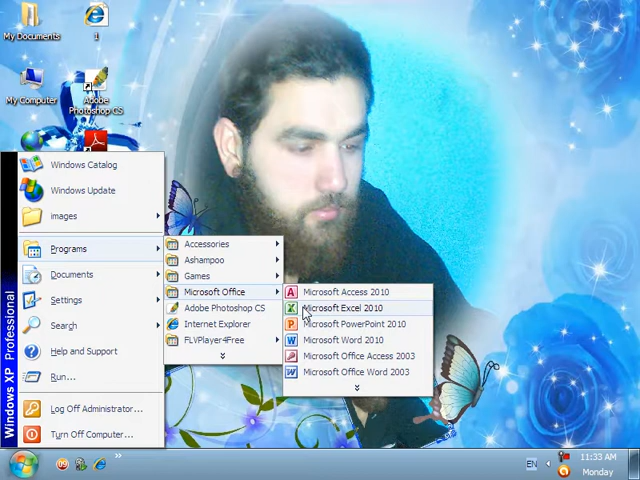 My Documents
1
My Computer
Adobe
Photoshop CS
Windows Catalog
Windows Update
images
Programs
Documents
Settings
Search
Help and Support
Run...
Log Off Administrator...
Turn Off Computer...
Windows XP Professional
Accessories
Ashampoo
Games
Microsoft Office
Adobe Photoshop CS
Internet Explorer
FLVPlayer4Free
Microsoft Access 2010
Microsoft Excel 2010
Microsoft PowerPoint 2010
Microsoft Word 2010
Microsoft Office Access 2003
Microsoft Office Word 2003
EN
11:33 AM
Monday